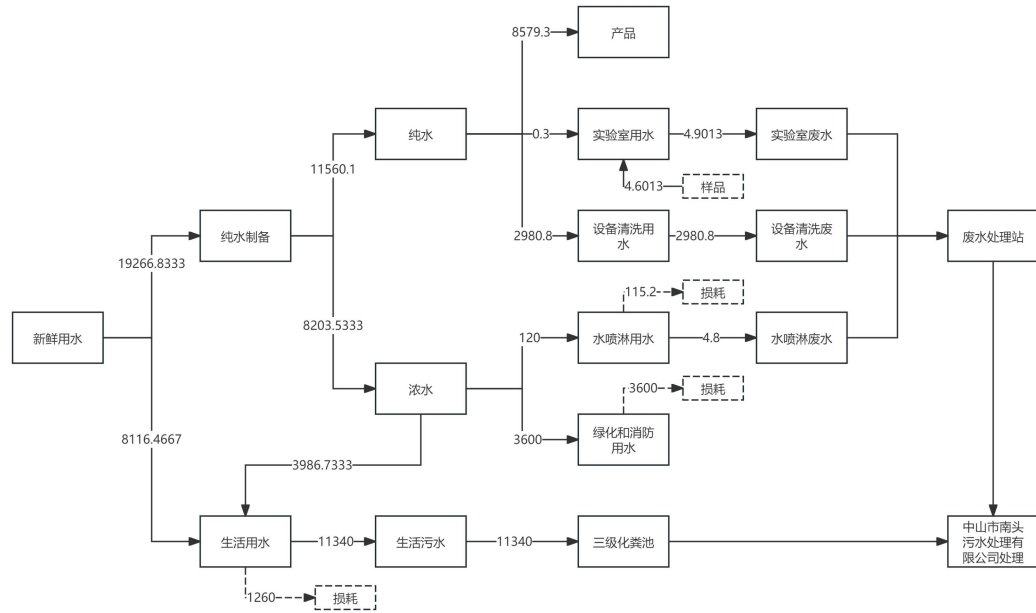 8579.3
产品
纯水
0.3
实验室用水
4.9013
实验室废水
11560.1
4.6013
样品
纯水制备
2980.8
设备清洗用
水
2980.8
设备清洗废
水
废水处理站
19266.8333
115.2
损耗
8203.5333
新鲜用水
120
水喷淋用水
4.8
水喷淋废水
浓水
3600
损耗
8116.4667
3600
绿化和消防
用水
3986.7333
生活用水
11340
生活污水
11340
三级化粪池
中山市南头
污水处理有
限公司处理
1260
损耗